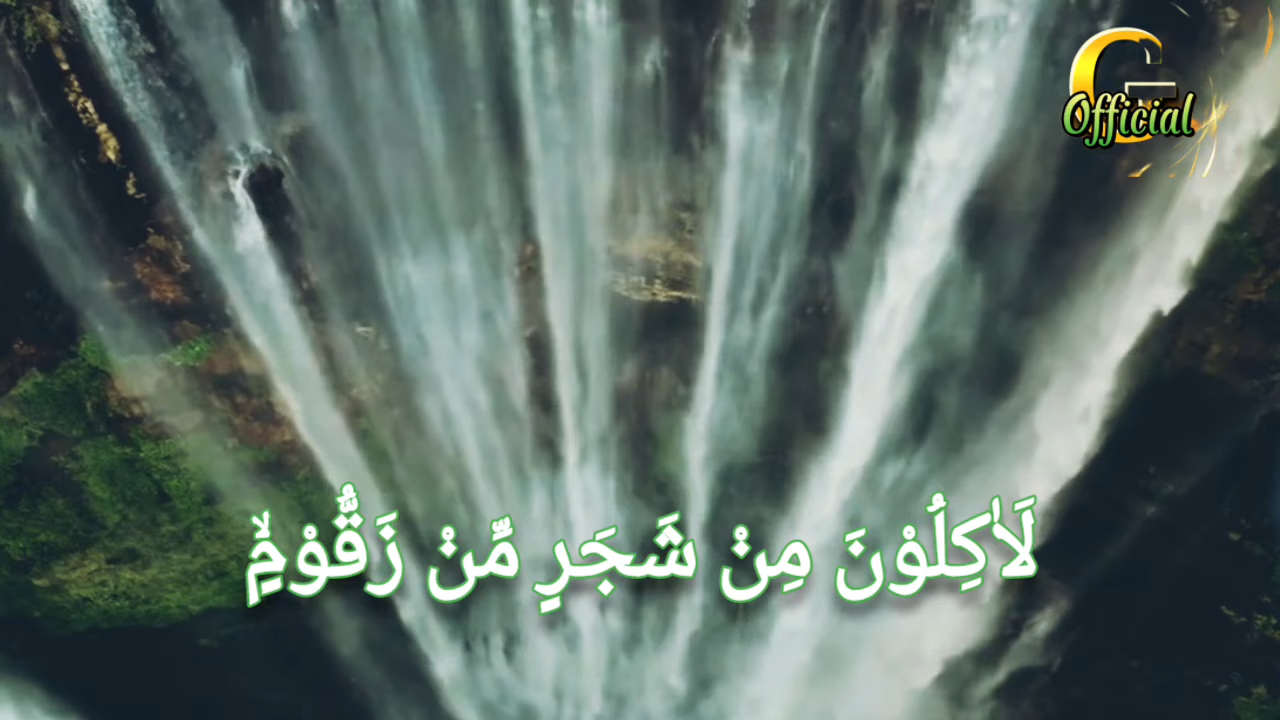 G
Official
لَاٰكِلُوْنَ مِنْ شَجَرٍ مِّنْ زَقُّوْمٍۙ